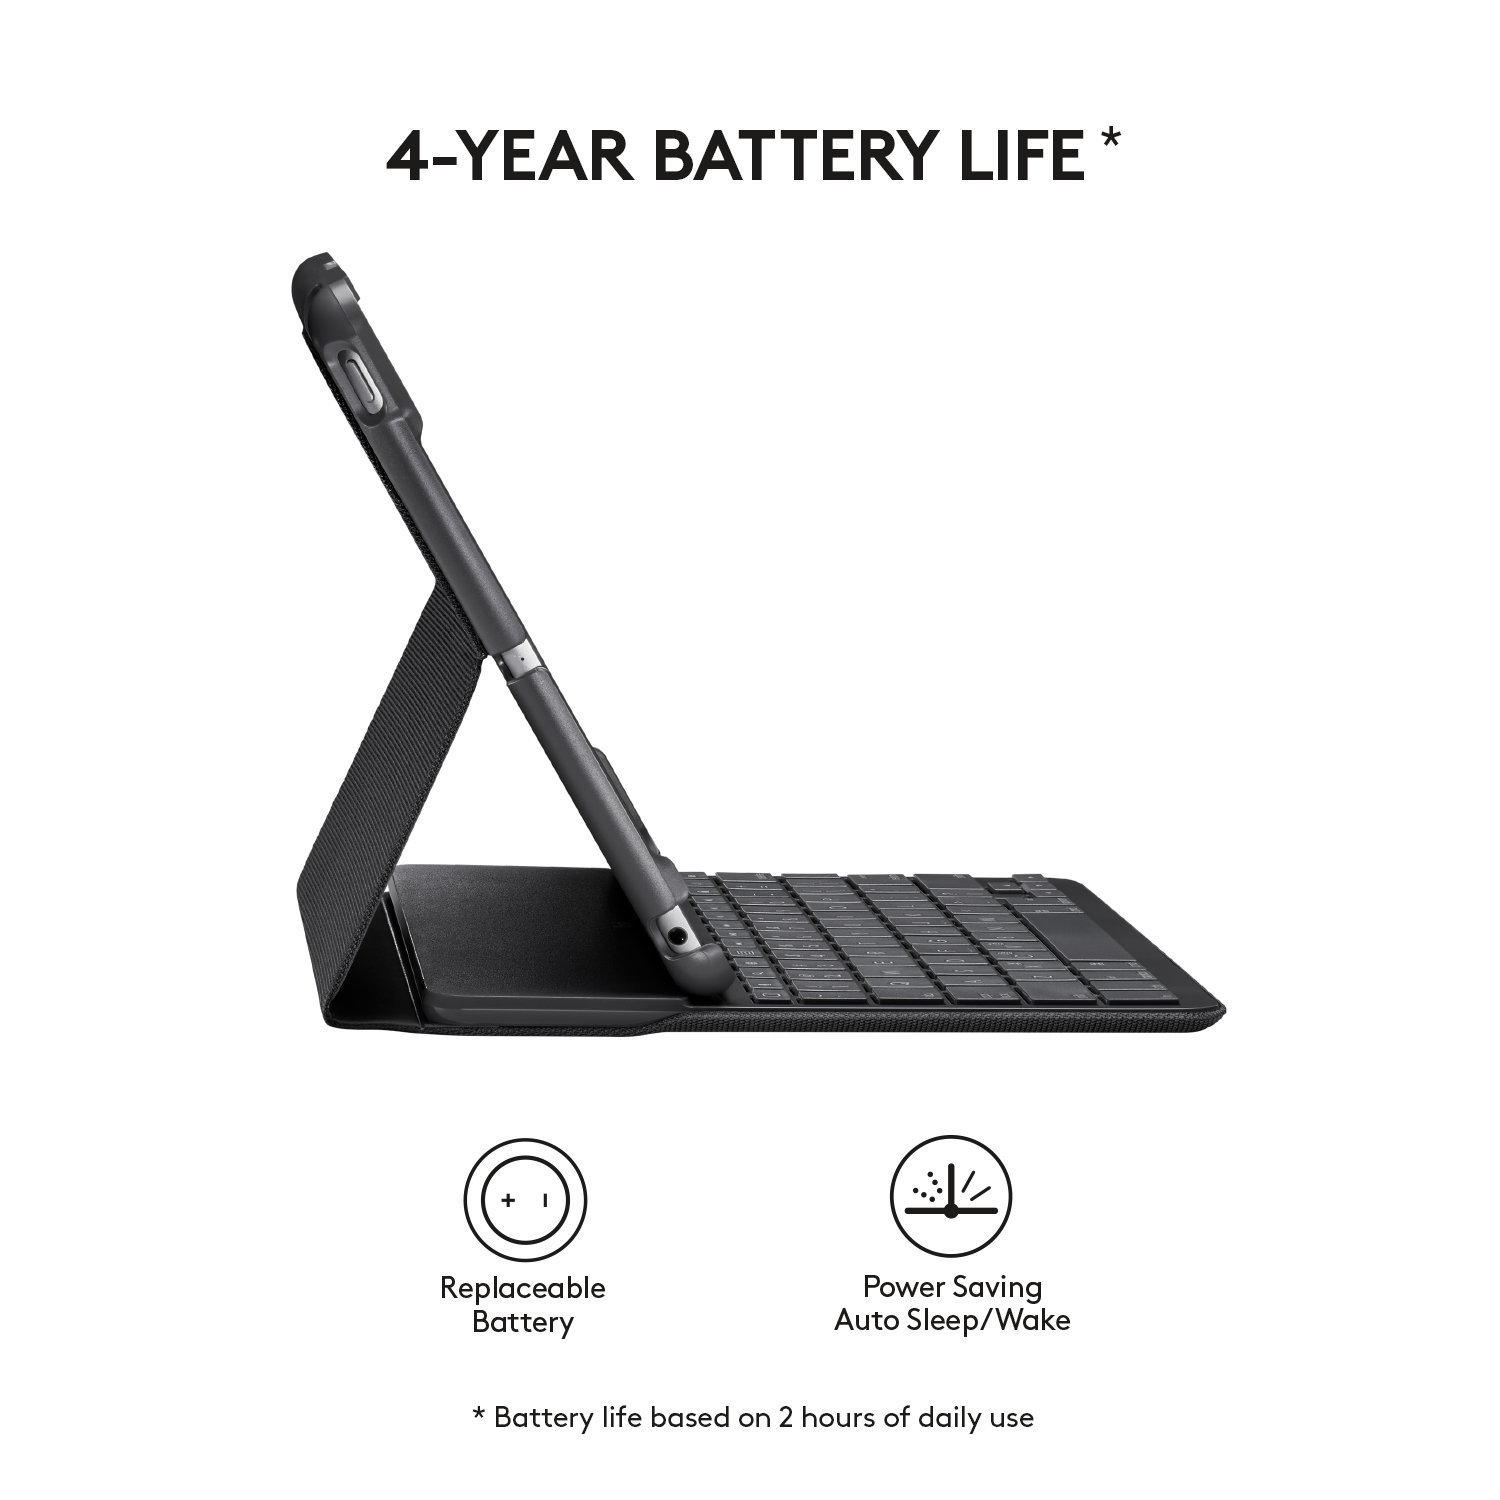 4-YEAR BATTERY LIFE *
Replaceable
Battery
Power Saving
Auto Sleep/Wake
* Battery life based on 2 hours of daily use